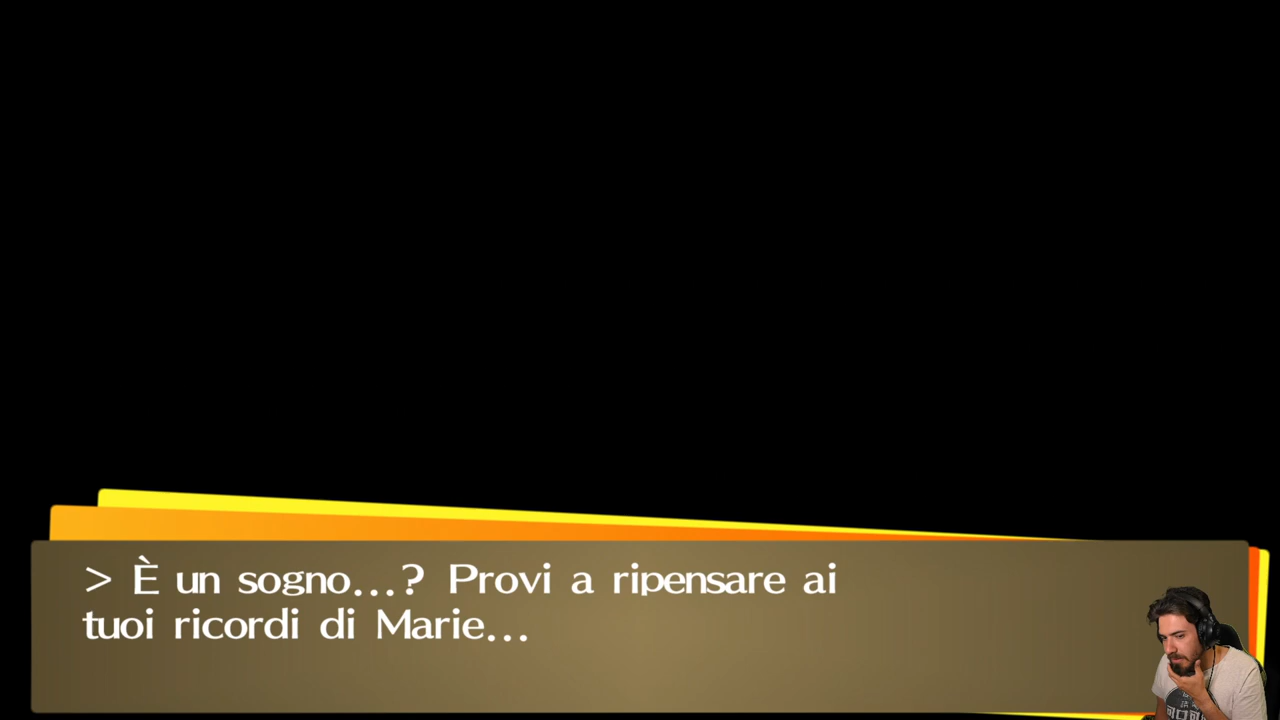 > È un sogno...? Provi a ripensare ai
tuoi ricordi di Marie...